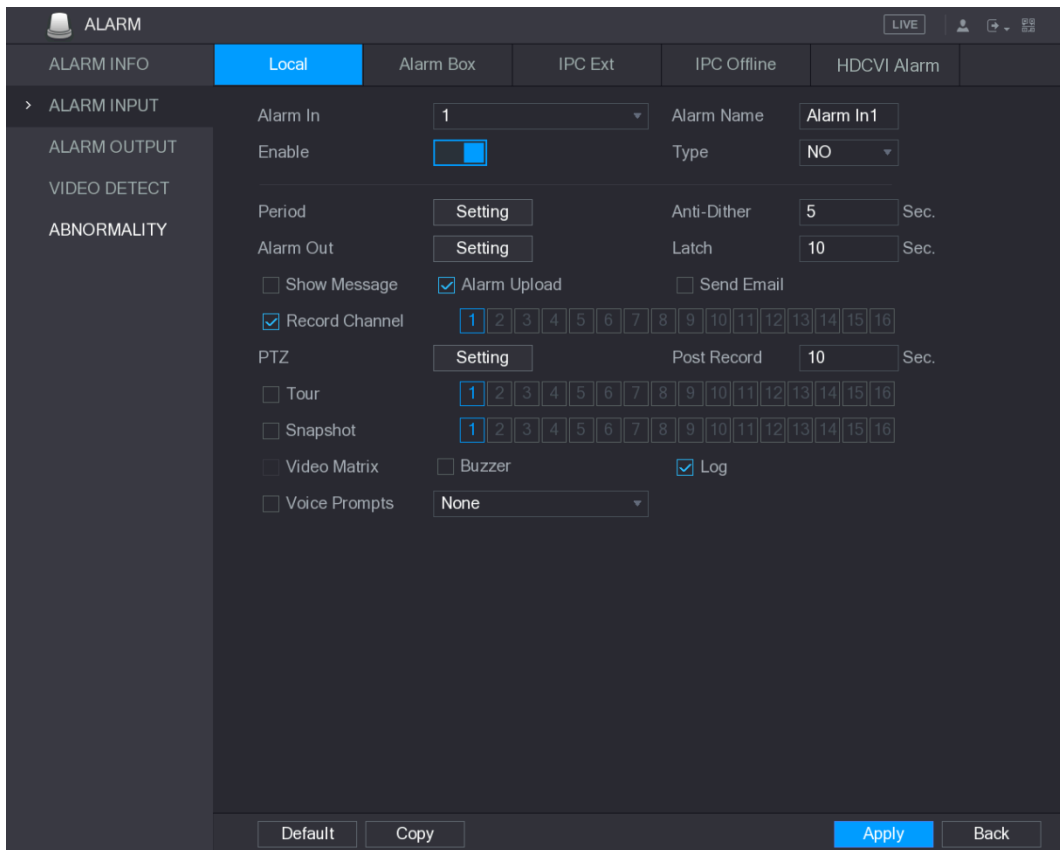 ALARM LIVE
ALARM INFO Local Alarm Box IPC Ext IPC Offline HDCVI Alarm
> ALARM INPUT
ALARM OUTPUT
VIDEO DETECT
ABNORMALITY
Alarm In 1 Alarm Name Alarm In1
Enable Type NO
Period Setting Anti-Dither 5 Sec.
Alarm Out Setting Latch 10 Sec.
Show Message Alarm Upload Send Email
Record Channel 1 2 3 4 5 6 7 8 9 10 11 12 13 14 15 16
PTZ Setting Post Record 10 Sec.
Tour 1 2 3 4 5 6 7 8 9 10 11 12 13 14 15 16
Snapshot 1 2 3 4 5 6 7 8 9 10 11 12 13 14 15 16
Video Matrix Buzzer Log
Voice Prompts None
Default Copy Apply Back